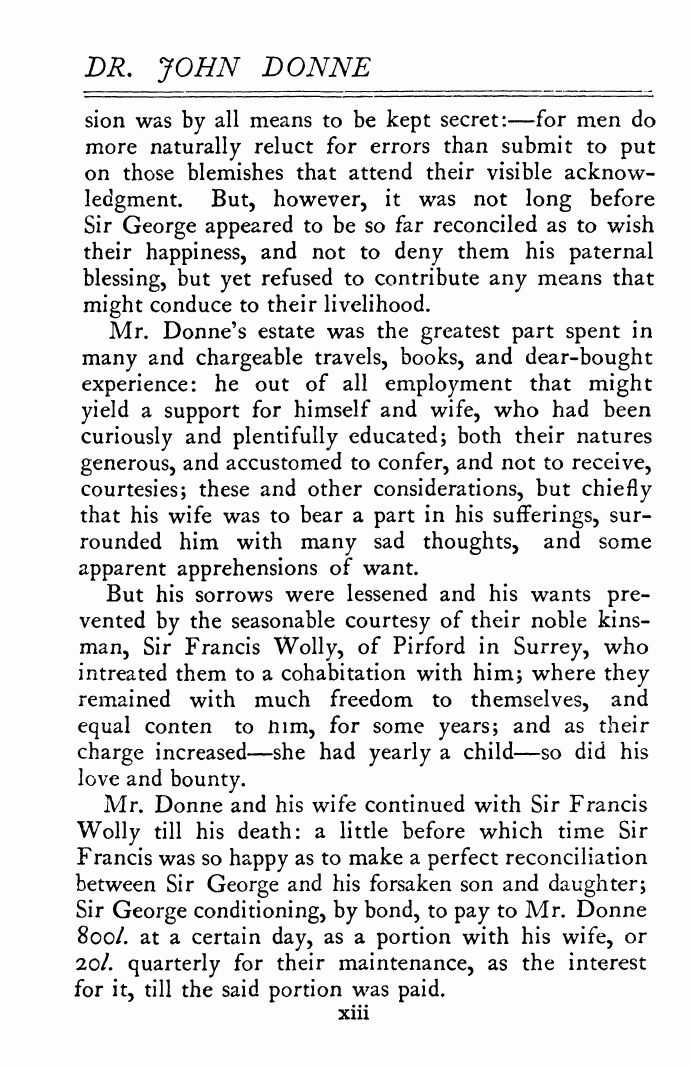 DR. JOHN DONNE
sion was by all means to be kept secret:—for men do
more naturally reluct for errors than submit to put
on those blemishes that attend their visible acknow-
ledgment. But, however, it was not long before
Sir George appeared to be so far reconciled as to wish
their happiness, and not to deny them his paternal
blessing, but yet refused to contribute any means that
might conduce to their livelihood.
Mr. Donne's estate was the greatest part spent in
many and chargeable travels, books, and dear-bought
experience: he out of all employment that might
yield a support for himself and wife, who had been
curiously and plentifully educated; both their natures
generous, and accustomed to confer, and not to receive,
courtesies; these and other considerations, but chiefly
that his wife was to bear a part in his sufferings, sur-
rounded him with many sad thoughts, and some
apparent apprehensions of want.
But his sorrows were lessened and his wants pre-
vented by the seasonable courtesy of their noble kins-
man, Sir Francis Wolly, of Pirford in Surrey, who
intreated them to a cohabitation with him; where they
remained with much freedom to themselves, and
equal conten to him, for some years; and as their
charge increased—she had yearly a child—so did his
love and bounty.
Mr. Donne and his wife continued with Sir Francis
Wolly till his death: a little before which time Sir
Francis was so happy as to make a perfect reconciliation
between Sir George and his forsaken son and daughter;
Sir George conditioning, by bond, to pay to Mr. Donne
800l. at a certain day, as a portion with his wife, or
20l. quarterly for their maintenance, as the interest
for it, till the said portion was paid.
xiii